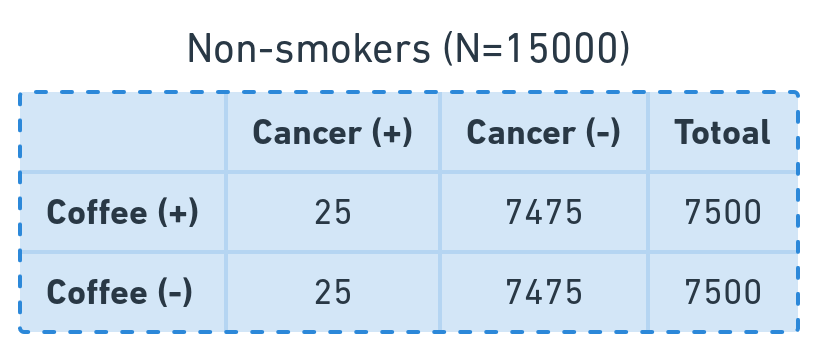 Non-smokers (N=15000)
Cancer (+) Cancer (-) Totoal
Coffee (+) 25 7475 7500
Coffee (-) 25 7475 7500